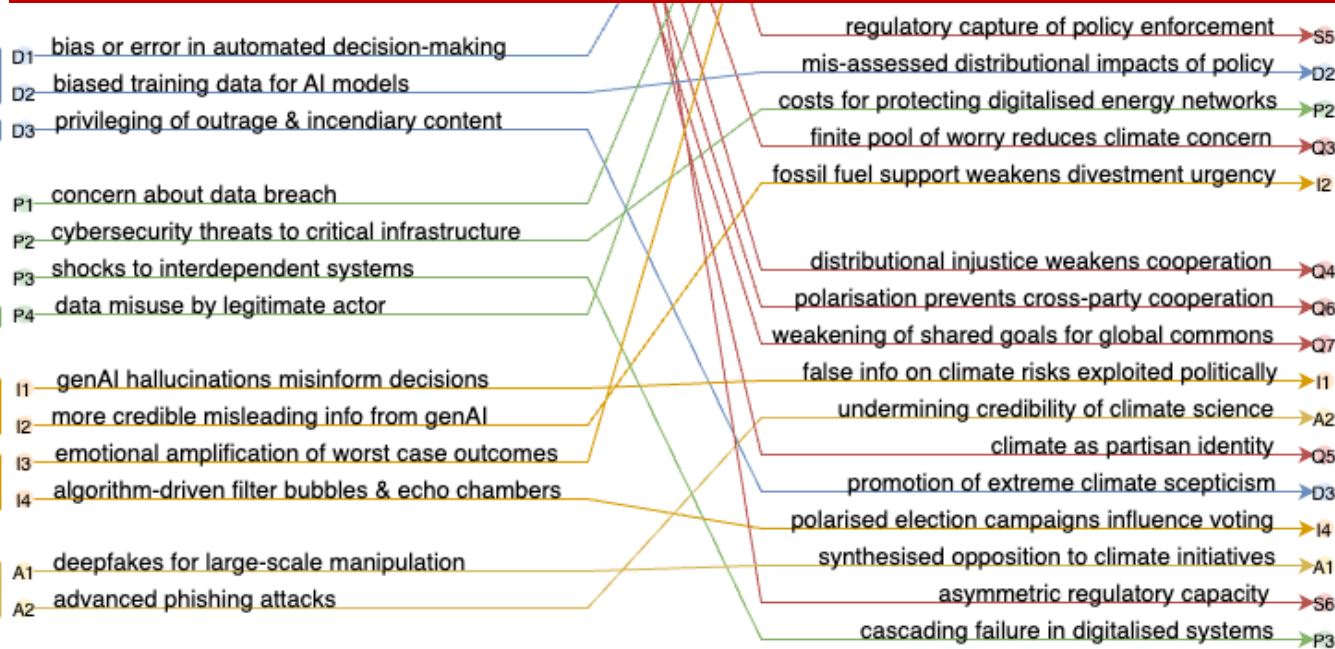 D1 bias or error in automated decision-making
D2 biased training data for AI models
D3 privileging of outrage & incendiary content
P1 concern about data breach
P2 cybersecurity threats to critical infrastructure
P3 shocks to interdependent systems
P4 data misuse by legitimate actor
I1 genAI hallucinations misinform decisions
I2 more credible misleading info from genAI
I3 emotional amplification of worst case outcomes
I4 algorithm-driven filter bubbles & echo chambers
A1 deepfakes for large-scale manipulation
A2 advanced phishing attacks
regulatory capture of policy enforcement S5
mis-assessed distributional impacts of policy D2
costs for protecting digitalised energy networks P2
finite pool of worry reduces climate concern Q3
fossil fuel support weakens divestment urgency I2
distributional injustice weakens cooperation Q4
polarisation prevents cross-party cooperation Q6
weakening of shared goals for global commons Q7
false info on climate risks exploited politically I1
undermining credibility of climate science A2
climate as partisan identity Q5
promotion of extreme climate scepticism D3
polarised election campaigns influence voting I4
synthesised opposition to climate initiatives A1
asymmetric regulatory capacity S6
cascading failure in digitalised systems P3